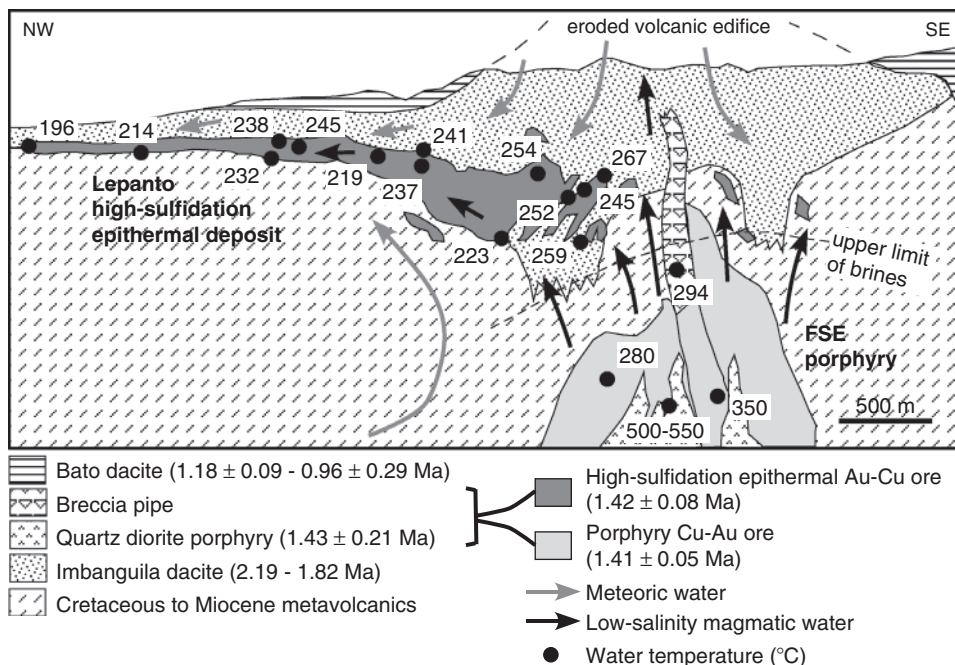 NW
SE
eroded volcanic edifice
196
214
238
245
241
254
267
232
219
237
252
245
223
259
294
280
500-550
350
Lepanto
high-sulfidation
epithermal deposit
upper limit
of brines
FSE
porphyry
500 m
Bato dacite (1.18 ± 0.09 - 0.96 ± 0.29 Ma)
Breccia pipe
Quartz diorite porphyry (1.43 ± 0.21 Ma)
Imbanguila dacite (2.19 - 1.82 Ma)
Cretaceous to Miocene metavolcanics
High-sulfidation epithermal Au-Cu ore
(1.42 ± 0.08 Ma)
Porphyry Cu-Au ore
(1.41 ± 0.05 Ma)
Meteoric water
Low-salinity magmatic water
Water temperature (°C)